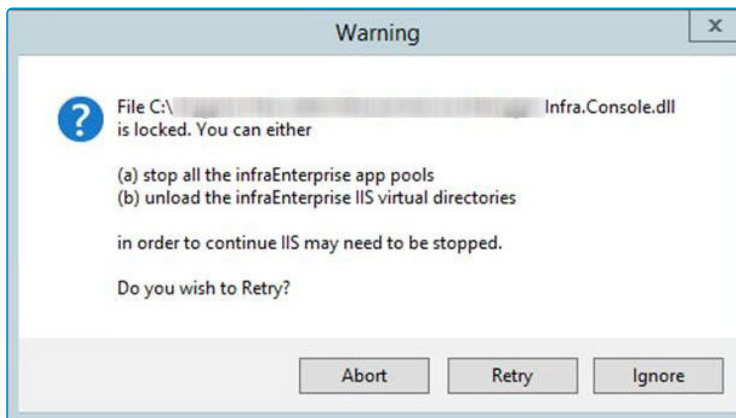 Warning
x
File C:\ Infra.Console.dll
is locked. You can either
(a) stop all the infraEnterprise app pools
(b) unload the infraEnterprise IIS virtual directories
in order to continue IIS may need to be stopped.
Do you wish to Retry?
Abort Retry Ignore